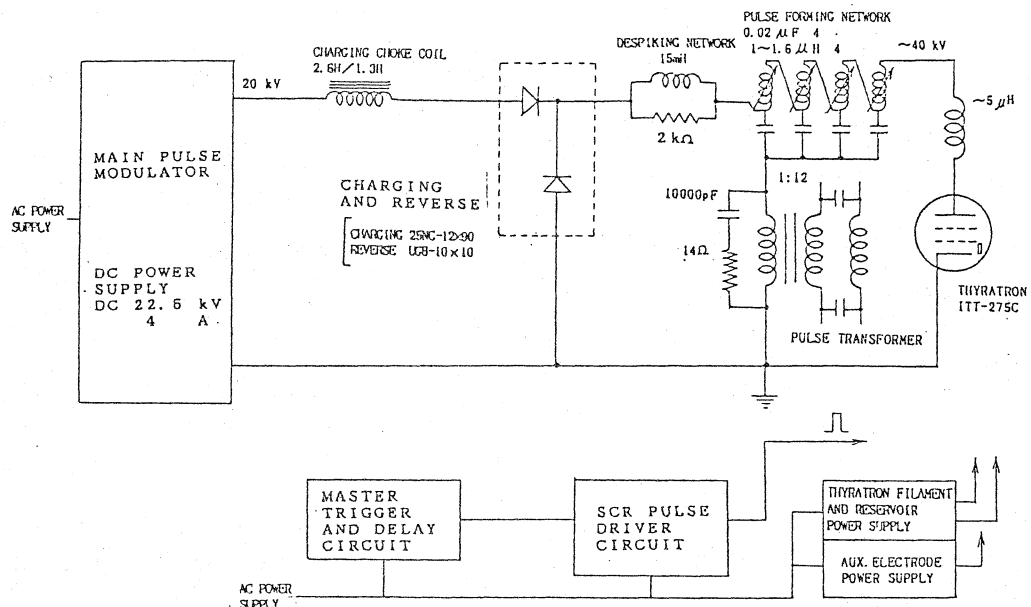 PULSE FORMING NETWORK
0.02 μF 4
1~1.6 μH 4
~40 kV
DESPIKING NETWORK
15mH
2 kΩ
CHARGING CHOKE COIL
2.6H/1.3H
20 kV
~5 μH
MAIN PULSE
MODULATOR
AC POWER
SUPPLY
DC POWER
SUPPLY
DC 22.5 kV
4 A
CHARGING
AND REVERSE
CHARGING 25NC-12×90
REVERSE UGB-10×10
1:12
10000pF
14Ω
PULSE TRANSFORMER
THYRATRON
ITT-275C
MASTER
TRIGGER
AND DELAY
CIRCUIT
SCR PULSE
DRIVER
CIRCUIT
THYRATRON FILAMENT
AND RESERVOIR
POWER SUPPLY
AUX. ELECTRODE
POWER SUPPLY
AC POWER
SUPPLY